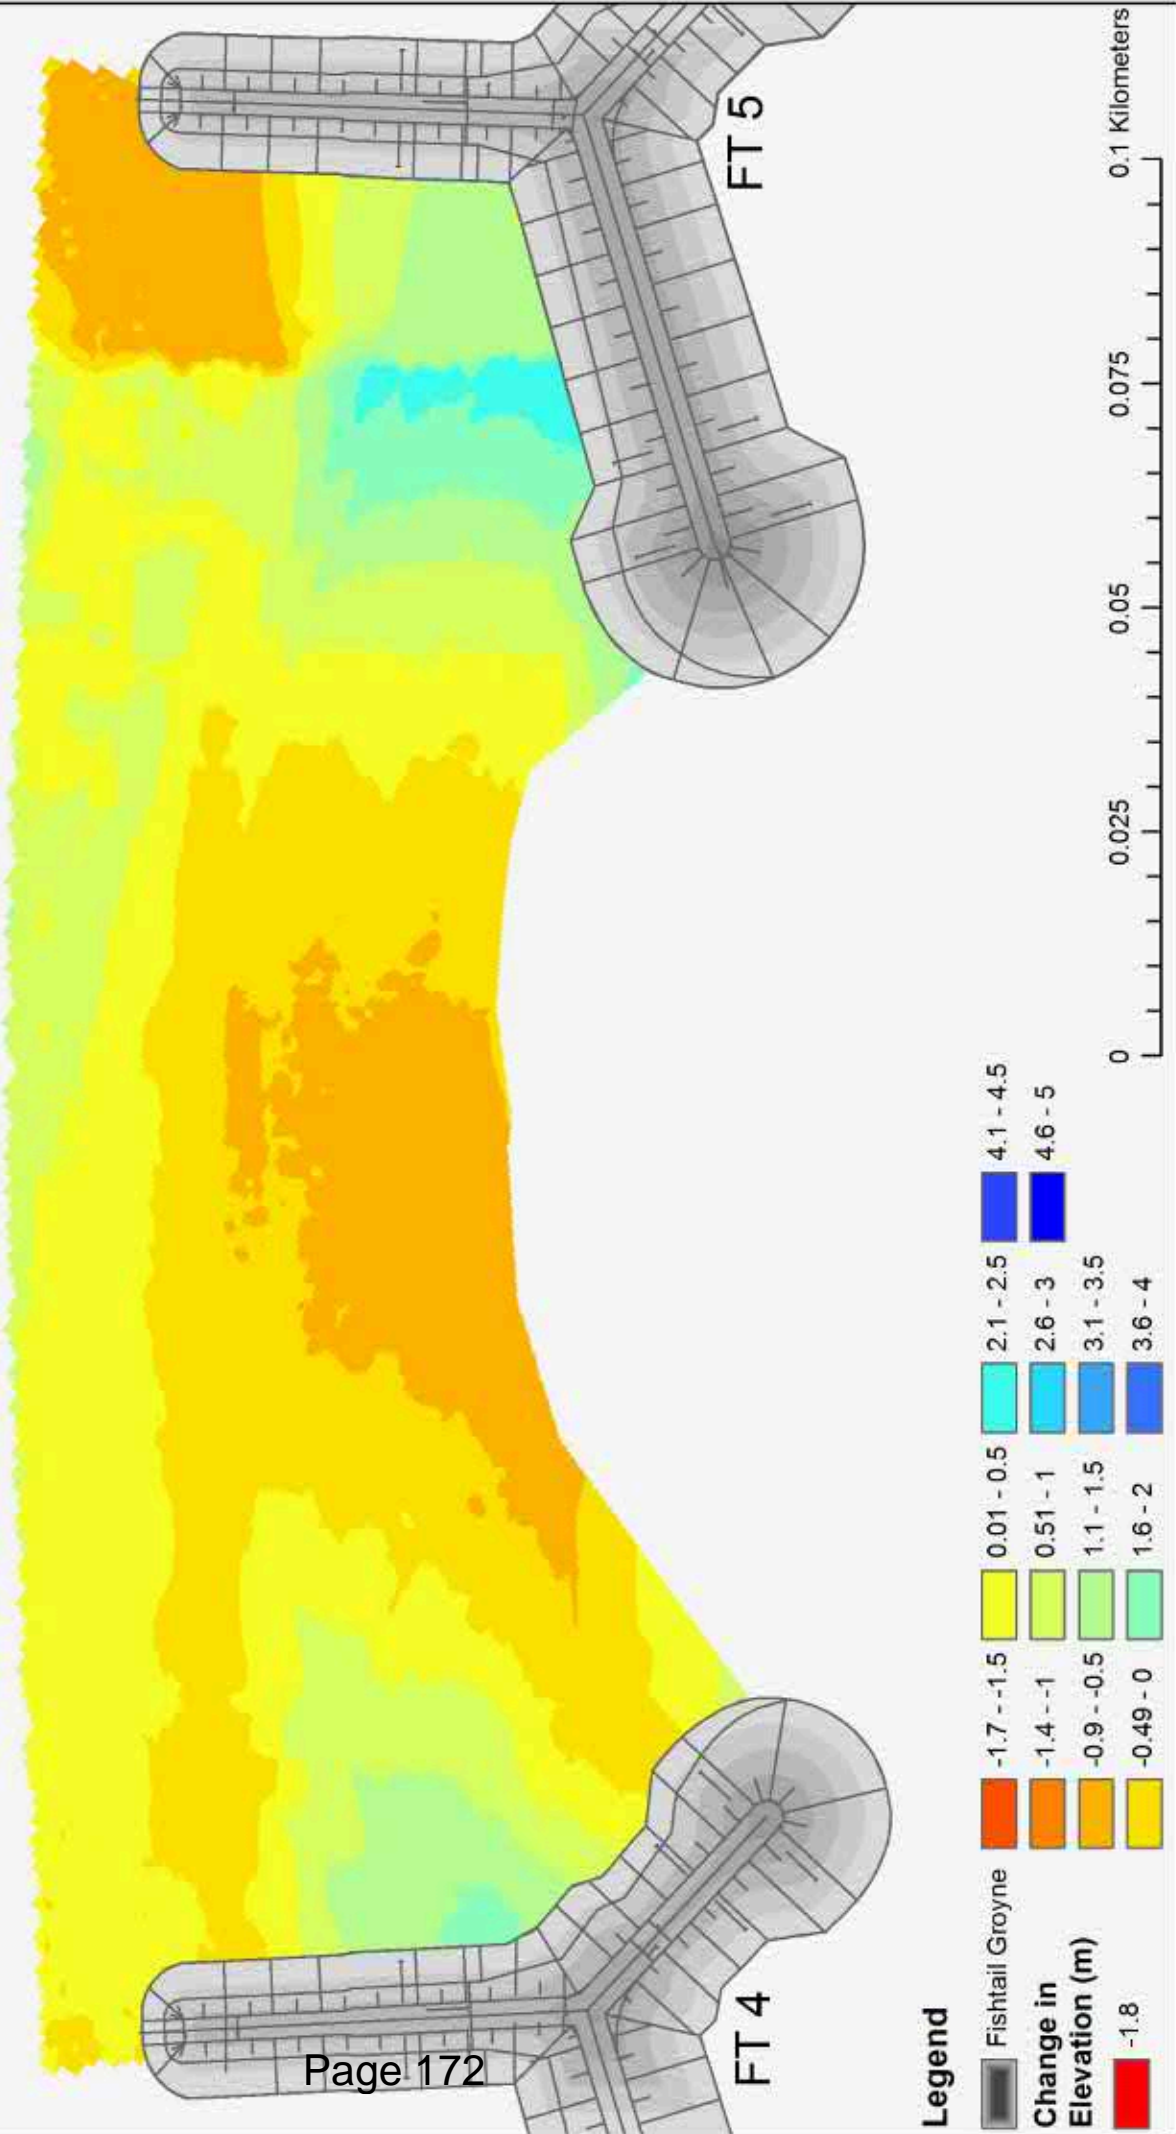 FT 4
FT 5
Legend
Fishtail Groyne
Change in
Elevation (m)
-1.8
-1.7 - -1.5
-1.4 - -1
-0.9 - -0.5
-0.49 - 0
0.01 - 0.5
0.51 - 1
1.1 - 1.5
1.6 - 2
2.1 - 2.5
2.6 - 3
3.1 - 3.5
3.6 - 4
4.1 - 4.5
4.6 - 5
0 0.025 0.05 0.075 0.1 Kilometers
Page 172